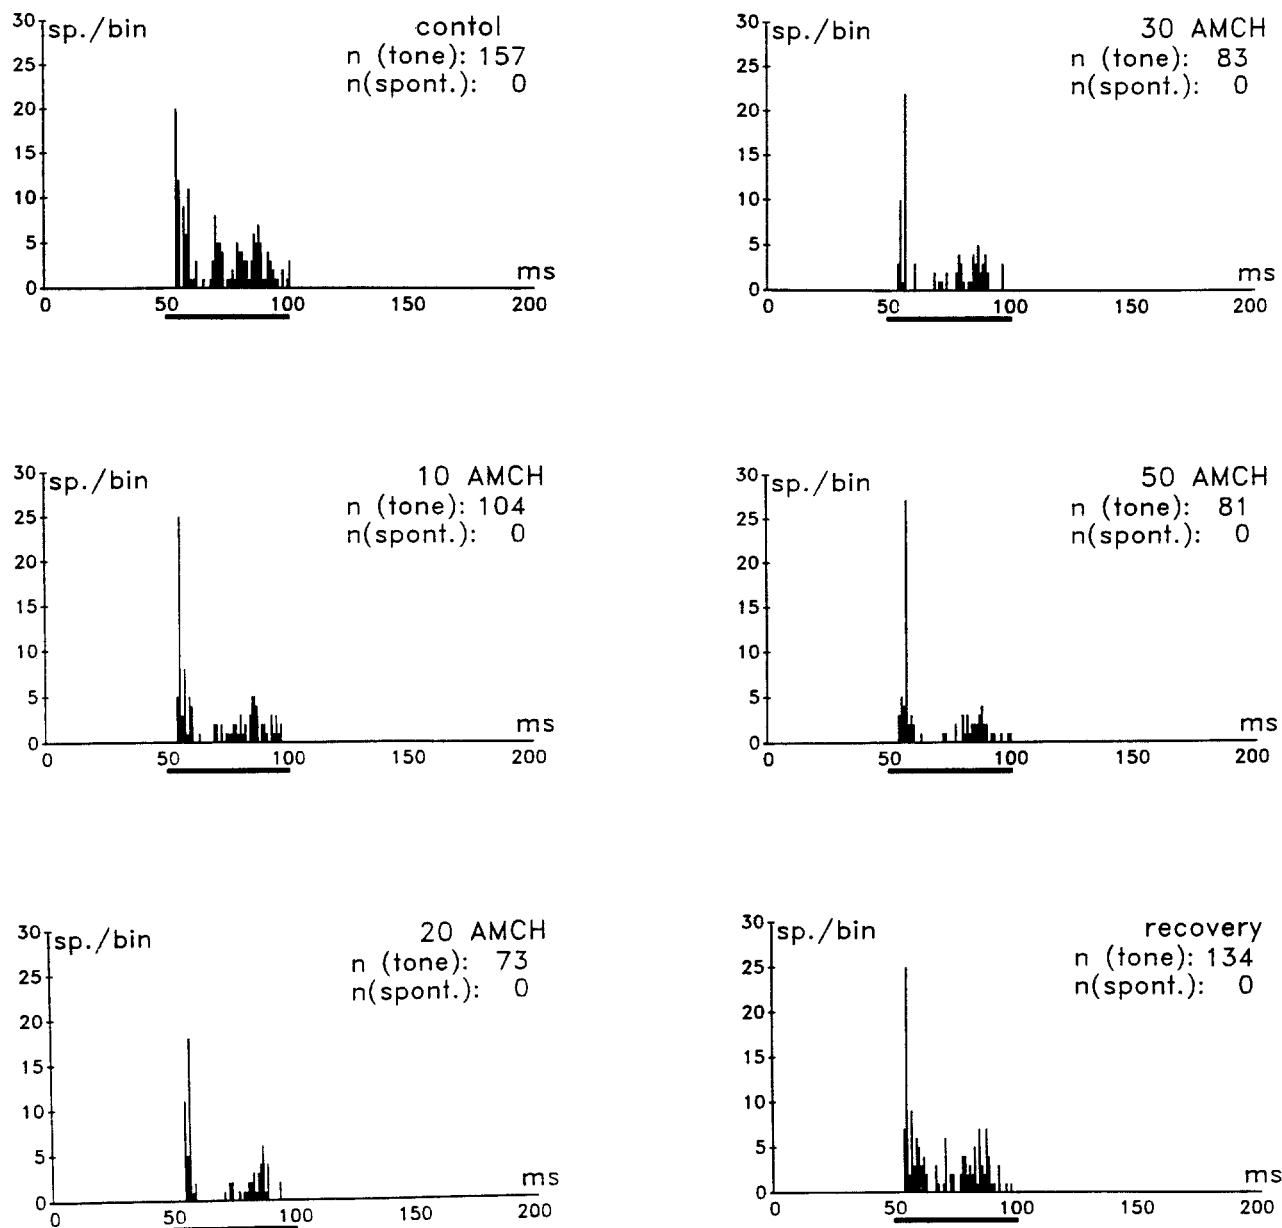 sp./bin
contol
n (tone): 157
n(spont.): 0
30
25
20
15
10
5
0
ms
0 50 100 150 200
sp./bin
30 AMCH
n (tone): 83
n(spont.): 0
30
25
20
15
10
5
0
ms
0 50 100 150 200
sp./bin
10 AMCH
n (tone): 104
n(spont.): 0
30
25
20
15
10
5
0
ms
0 50 100 150 200
sp./bin
50 AMCH
n (tone): 81
n(spont.): 0
30
25
20
15
10
5
0
ms
0 50 100 150 200
sp./bin
20 AMCH
n (tone): 73
n(spont.): 0
30
25
20
15
10
5
0
ms
0 50 100 150 200
sp./bin
recovery
n (tone): 134
n(spont.): 0
30
25
20
15
10
5
0
ms
0 50 100 150 200